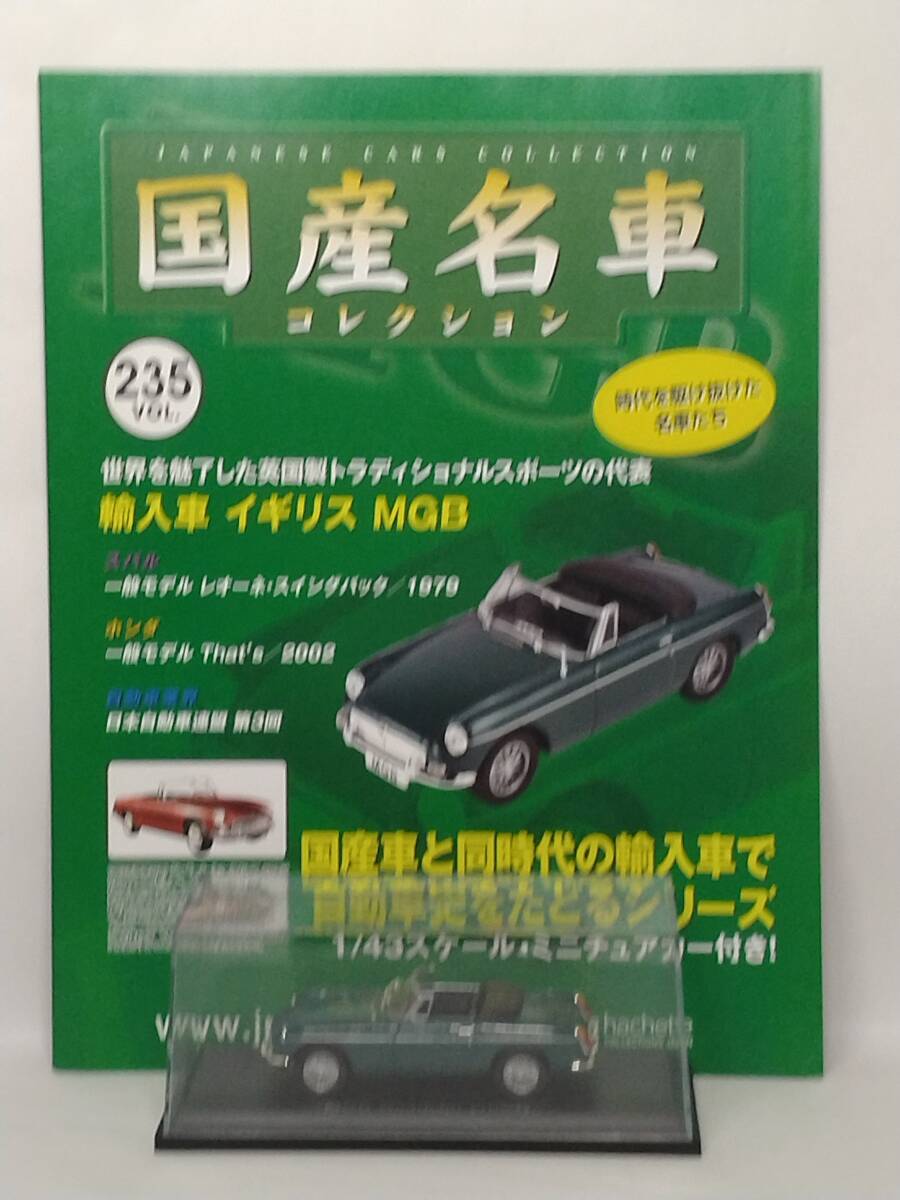 JAPANESE CARS COLLECTION
国産名車
コレクション
235
VOL.
時代を駆け抜けた
名車たち
世界を魅了した英国製トラディショナルスポーツの代表
輸入車 イギリス MGB
スバル
一般モデル レオーネ・スイングバック/1979
ホンダ
一般モデル That's/2002
自動車業界
日本自動車連盟 第3回
MGB
国産車と同時代の輸入車で
自動車史をたどるシリーズ
1/43スケール・ミニチュアカー付き!
www.j
hachette